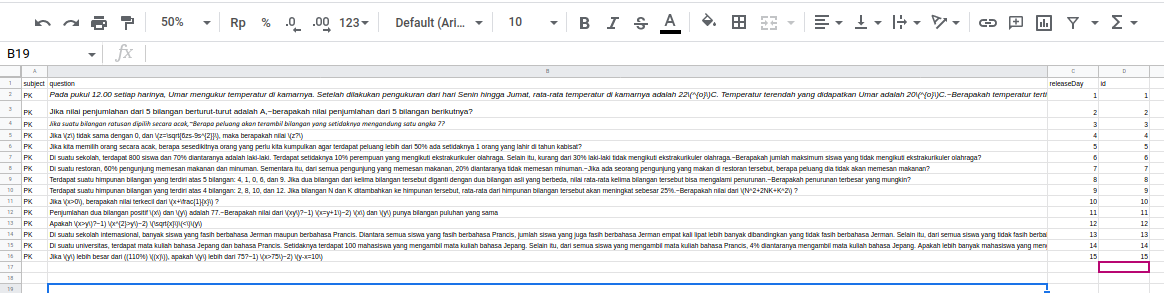 50% Rp % .0 .00 123 Default (Ari... 10 B I S A
B19 fx
A B C D
1 subject question releaseDay id
2 PK Pada pukul 12.00 setiap harinya, Umar mengukur temperatur di kamarnya. Setelah dilakukan pengukuran dari hari Senin hingga Jumat, rata-rata temperatur di kamarnya adalah 22\(^{o}\)C. Temperatur terendah yang didapatkan Umar adalah 20\(^{o}\)C.~Berapakah temperatur terti 1 1
3 PK Jika nilai penjumlahan dari 5 bilangan berturut-turut adalah A,~berapakah nilai penjumlahan dari 5 bilangan berikutnya? 2 2
4 PK Jika suatu bilangan ratusan dipilih secara acak,~Berapa peluang akan terambil bilangan yang setidaknya mengandung satu angka 7? 3 3
5 PK Jika \(z\) tidak sama dengan 0, dan \(z=\sqrt{6zs-9s^{2}}\), maka berapakah nilai \(z?\) 4 4
6 PK Jika kita memilih orang secara acak, berapa sesedikitnya orang yang perlu kita kumpulkan agar terdapat peluang lebih dari 50% ada setidaknya 1 orang yang lahir di tahun kabisat? 5 5
7 PK Di suatu sekolah, terdapat 800 siswa dan 70% diantaranya adalah laki-laki. Terdapat setidaknya 10% perempuan yang mengikuti ekstrakurikuler olahraga. Selain itu, kurang dari 30% laki-laki tidak mengikuti ekstrakurikuler olahraga.~Berapakah jumlah maksimum siswa yang tidak mengikuti ekstrakurikuler olahraga? 6 6
8 PK Di suatu restoran, 60% pengunjung memesan makanan dan minuman. Sementara itu, dari semua pengunjung yang memesan makanan, 20% diantaranya tidak memesan minuman.~Jika ada seorang pengunjung yang makan di restoran tersebut, berapa peluang dia tidak memesan makanan? 7 7
9 PK Terdapat suatu himpunan bilangan yang terdiri atas 5 bilangan: 4, 1, 0, 6, dan 9. Jika dua bilangan dari kelima bilangan tersebut diganti dengan dua bilangan asli yang berbeda, nilai rata-rata kelima bilangan tersebut bisa mengalami penurunan.~Berapakah penurunan terbesar yang mungkin? 8 8
10 PK Terdapat suatu himpunan bilangan yang terdiri atas 4 bilangan: 2, 8, 10, dan 12. Jika bilangan N dan K ditambahkan ke himpunan tersebut, rata-rata dari himpunan bilangan tersebut akan meningkat sebesar 25%.~Berapakah nilai dari \(N^2+2NK+K^2\) ? 9 9
11 PK Jika \(x>0\), berapakah nilai terkecil dari \(x+\frac{1}{x}\) ? 10 10
12 PK Penjumlahan dua bilangan positif \(x\) dan \(y\) adalah 77.~Berapakah nilai dari \(xy\)?~1) \(x=y+1\)~2) \(x\) dan \(y\) punya bilangan puluhan yang sama 11 11
13 PK Apakah \(x>y\)?~1) \(x^{2}>y\)~2) \(\sqrt{x}\)\(<\)\(y\) 12 12
14 PK Di suatu sekolah internasional, banyak siswa yang fasih berbahasa Jerman maupun berbahasa Prancis. Diantara semua siswa yang fasih berbahasa Prancis, jumlah siswa yang juga fasih berbahasa Jerman empat kali lipat lebih banyak dibandingkan yang tidak fasih berbahasa Jerman. Selain itu, dari semua siswa yang tidak fasih berbal 13 13
15 PK Di suatu universitas, terdapat mata kuliah bahasa Jepang dan bahasa Prancis. Setidaknya terdapat 100 mahasiswa yang mengambil mata kuliah bahasa Jepang. Selain itu, dari semua siswa yang mengambil mata kuliah bahasa Prancis, 4% diantaranya mengambil mata kuliah bahasa Jepang. Apakah lebih banyak mahasiswa yang men 14 14
16 PK Jika \(y\) lebih besar dari ((110%) \((x)\)), apakah \(y\) lebih dari 75?~1) \(x>75\)~2) \(y-x=10\) 15 15
17
18
19